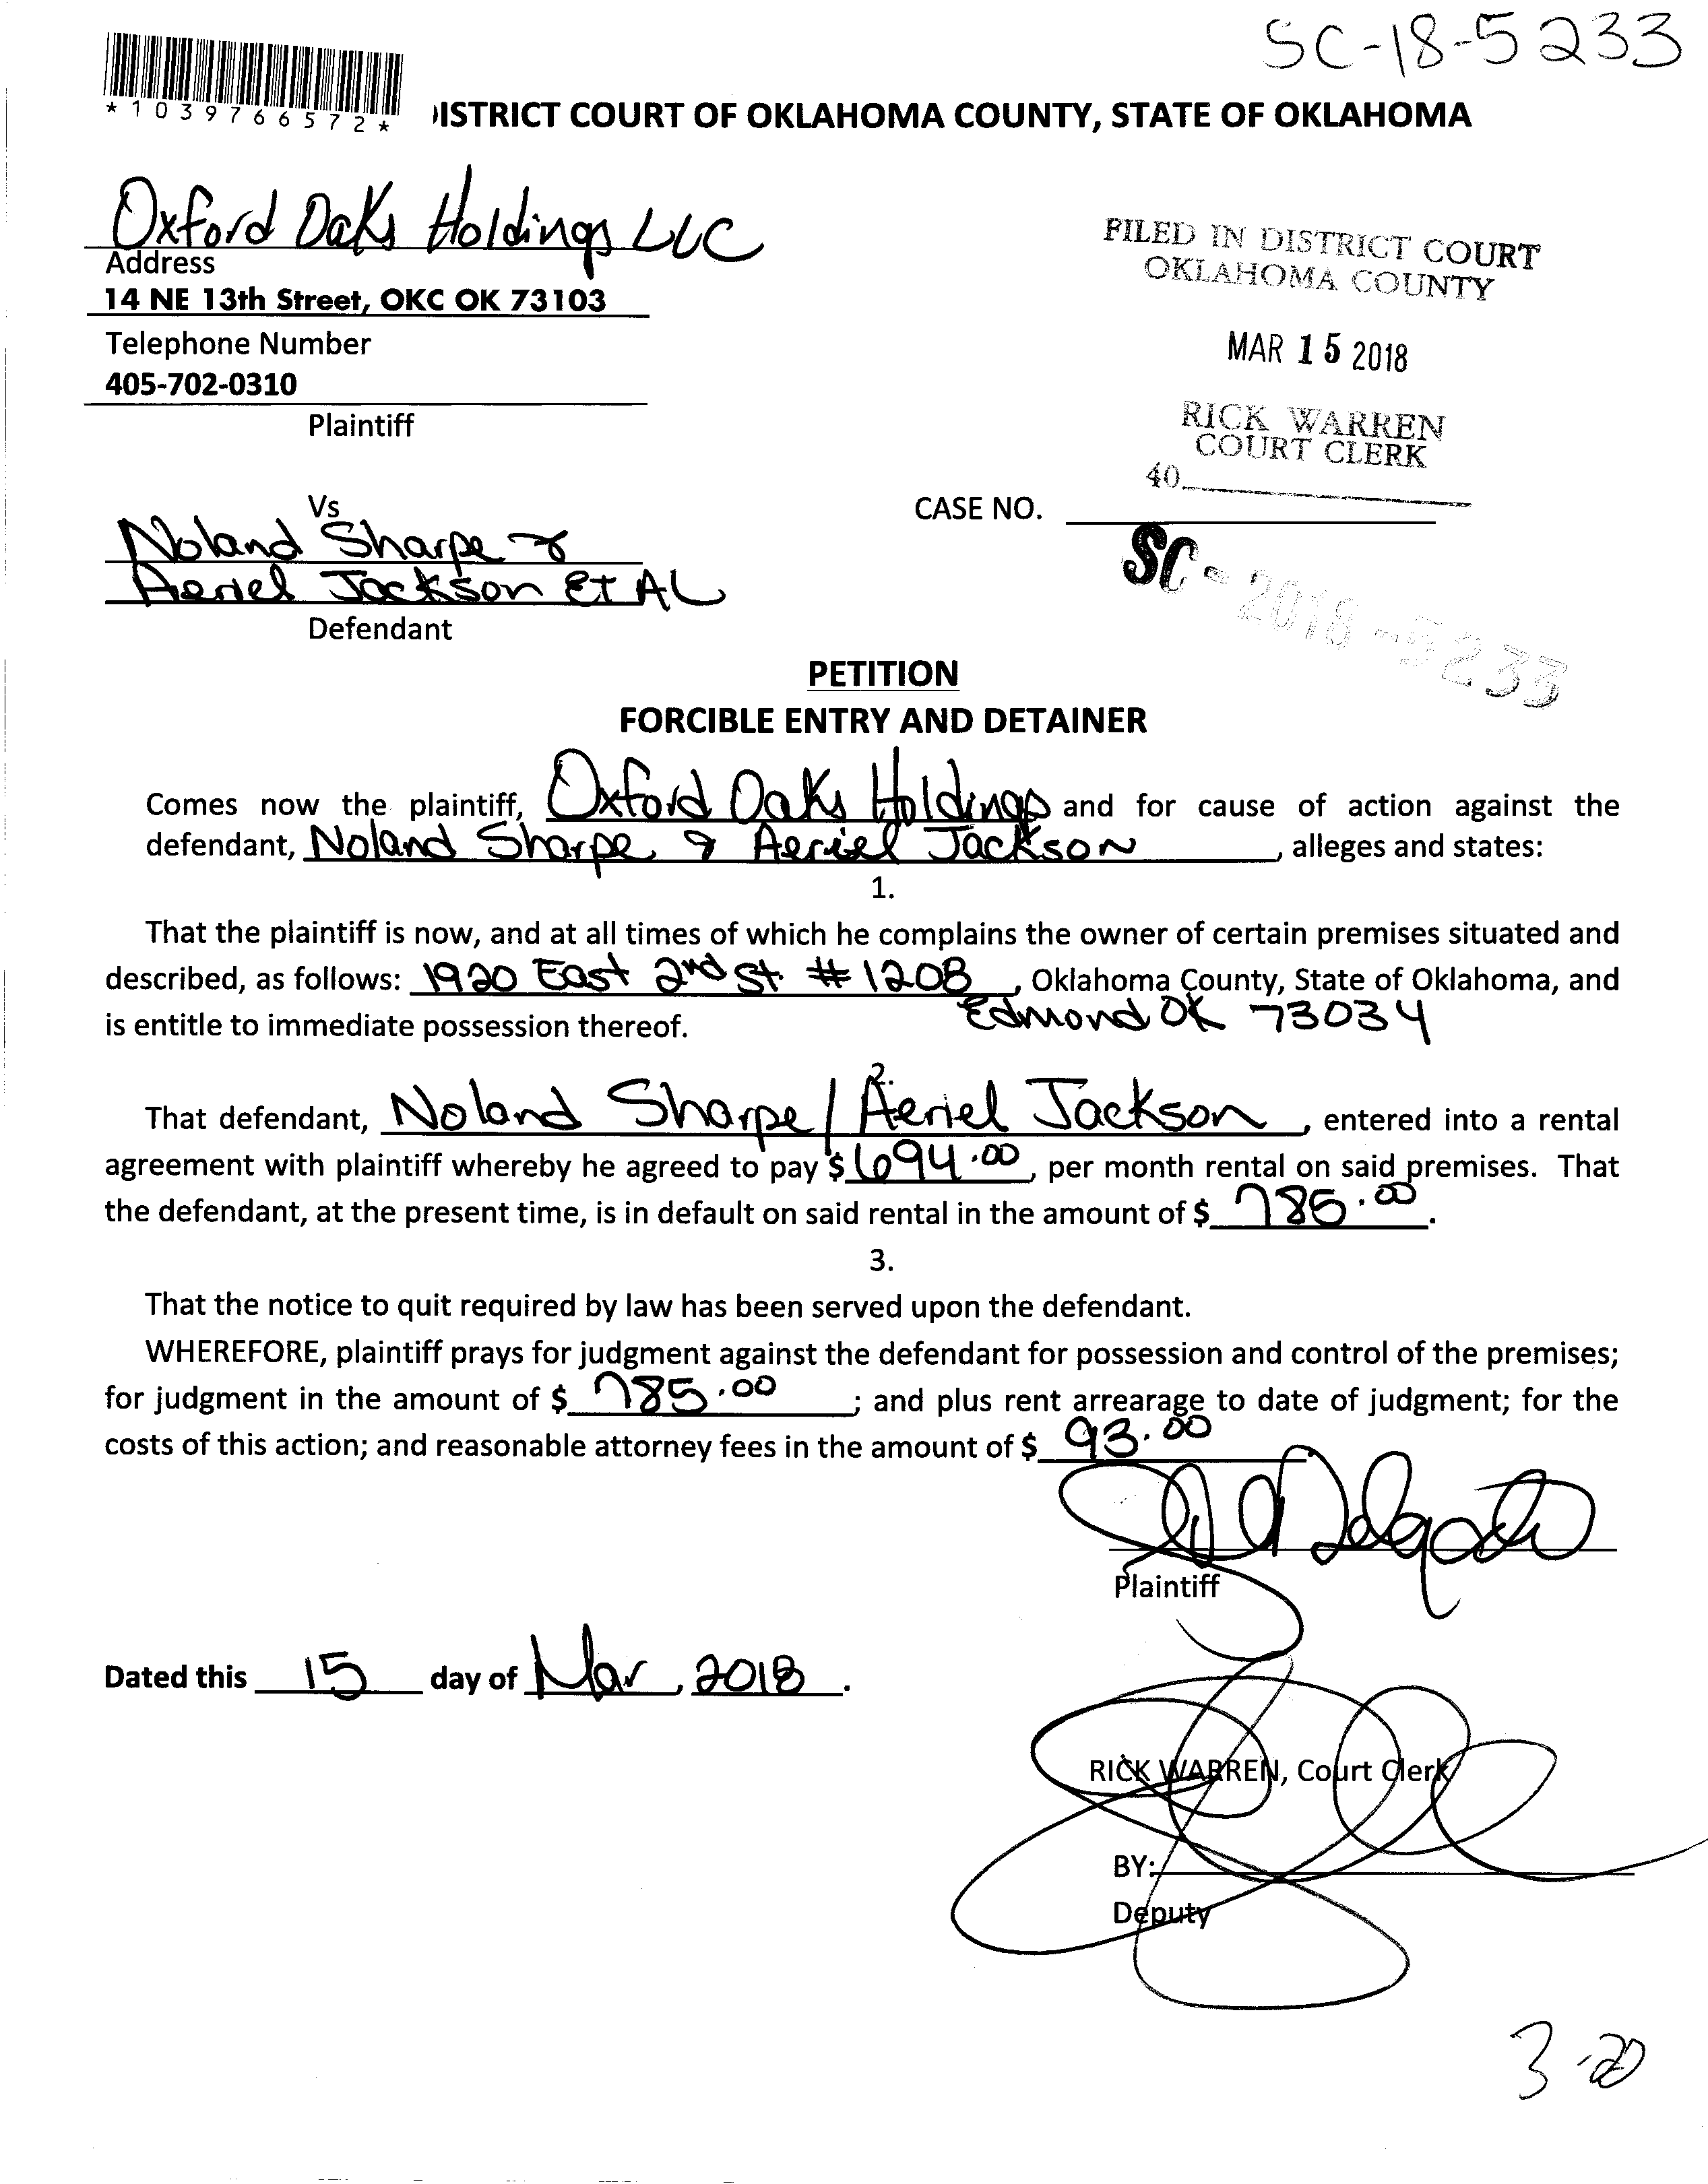 SC-18-5233
*1039766572*
ISTRICT COURT OF OKLAHOMA COUNTY, STATE OF OKLAHOMA
Oxford Oaks Holdings LLC
Address
14 NE 13th Street, OKC OK 73103
Telephone Number
405-702-0310
Plaintiff
FILED IN DISTRICT COURT
OKLAHOMA COUNTY
MAR 15 2018
RICK WARREN
COURT CLERK
40
Vs
CASE NO.
Noland Sharpe &
Aeriel Jackson Et AL
Defendant
SC-2018-5233
PETITION
FORCIBLE ENTRY AND DETAINER
Comes now the plaintiff, Oxford Oaks Holdings and for cause of action against the
defendant, Noland Sharpe & Aeriel Jackson, alleges and states:
1.
That the plaintiff is now, and at all times of which he complains the owner of certain premises situated and
described, as follows: 1920 East 2nd St. #1208, Oklahoma County, State of Oklahoma, and
is entitle to immediate possession thereof. Edmond OK 73034
2.
That defendant, Noland Sharpe/Aeriel Jackson, entered into a rental
agreement with plaintiff whereby he agreed to pay $694.00, per month rental on said premises. That
the defendant, at the present time, is in default on said rental in the amount of $ 785.00.
3.
That the notice to quit required by law has been served upon the defendant.
WHEREFORE, plaintiff prays for judgment against the defendant for possession and control of the premises;
for judgment in the amount of $ 785.00; and plus rent arrearage to date of judgment; for the
costs of this action; and reasonable attorney fees in the amount of $ 93.00
Plaintiff
Dated this 15 day of Mar, 2018.
RICK WARREN, Court Clerk
BY:
Deputy
3-20